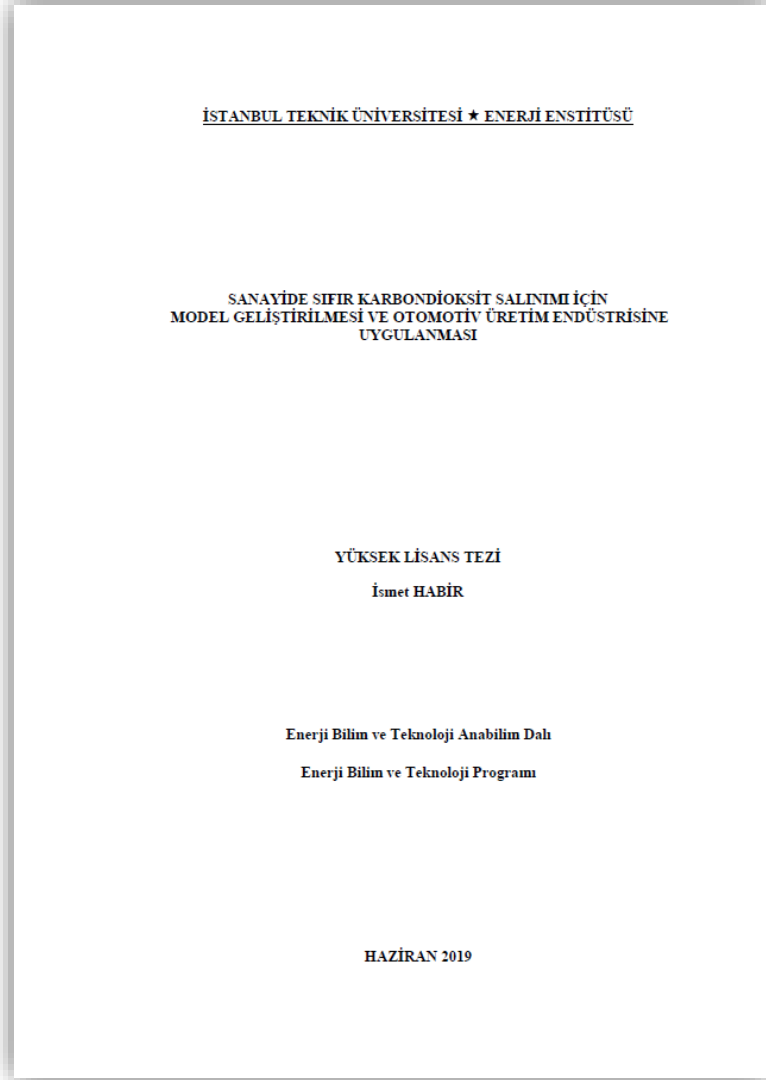 İSTANBUL TEKNİK ÜNİVERSİTESİ ★ ENERJİ ENSTİTÜSÜ
SANAYİDE SIFIR KARBONDİOKSİT SALINIMI İÇİN
MODEL GELİŞTİRİLMESİ VE OTOMOTİV ÜRETİM ENDÜSTRİSİNE
UYGULANMASI
YÜKSEK LİSANS TEZİ
İsmet HABİR
Enerji Bilim ve Teknoloji Anabilim Dalı
Enerji Bilim ve Teknoloji Programı
HAZİRAN 2019